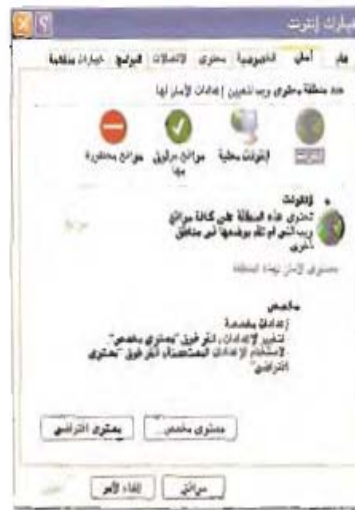 خيارات إنترنت
عام أمان الخصوصية محتوى الاتصالات البرامج خيارات متقدمة
حدد منطقة محتوى ويب لتعيين إعدادات الأمان لها
إنترنت محلية مواقع موثوق بها مواقع محظورة
الإنترنت
تحتوي هذه المنطقة على كافة مواقع
ويب التي لم تقم بوضعها في مناطق
أخرى
مستوى الأمان لهذه المنطقة
مخصص
إعدادات مخصصة
لتغيير الإعدادات، انقر فوق "مستوى مخصص"
لاستخدام الإعدادات المستحسنة، انقر فوق "مستوى
افتراضي"
مستوى مخصص... مستوى افتراضي
موافق إلغاء الأمر